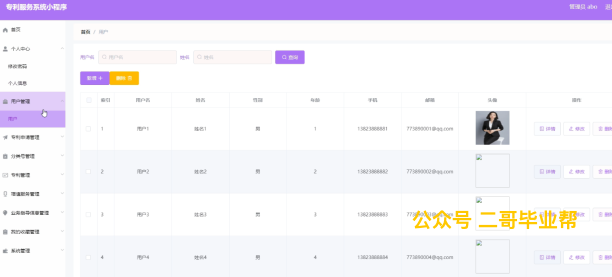 专利服务系统小程序
管理员 abo
首页
个人中心
修改密码
个人信息
用户管理
用户
专利申请管理
分类号管理
专利管理
增值服务管理
业务指导信息管理
我的收藏管理
系统管理
首页 / 用户
用户名 用户名 姓名 姓名 查询
新增 + 删除
索引 用户名 姓名 性别 年龄 手机 邮箱 头像 操作
1 用户1 姓名1 男 1 13823888881 773890001@qq.com 详情 修改 删除
2 用户2 姓名2 男 2 13823888882 773890002@qq.com 详情 修改 删除
3 用户3 姓名3 男 3 13823888883 详情 修改 删除
4 用户4 姓名4 男 4 13823888884 773890004@qq.com 详情 修改 删除
公众号 二哥毕业帮